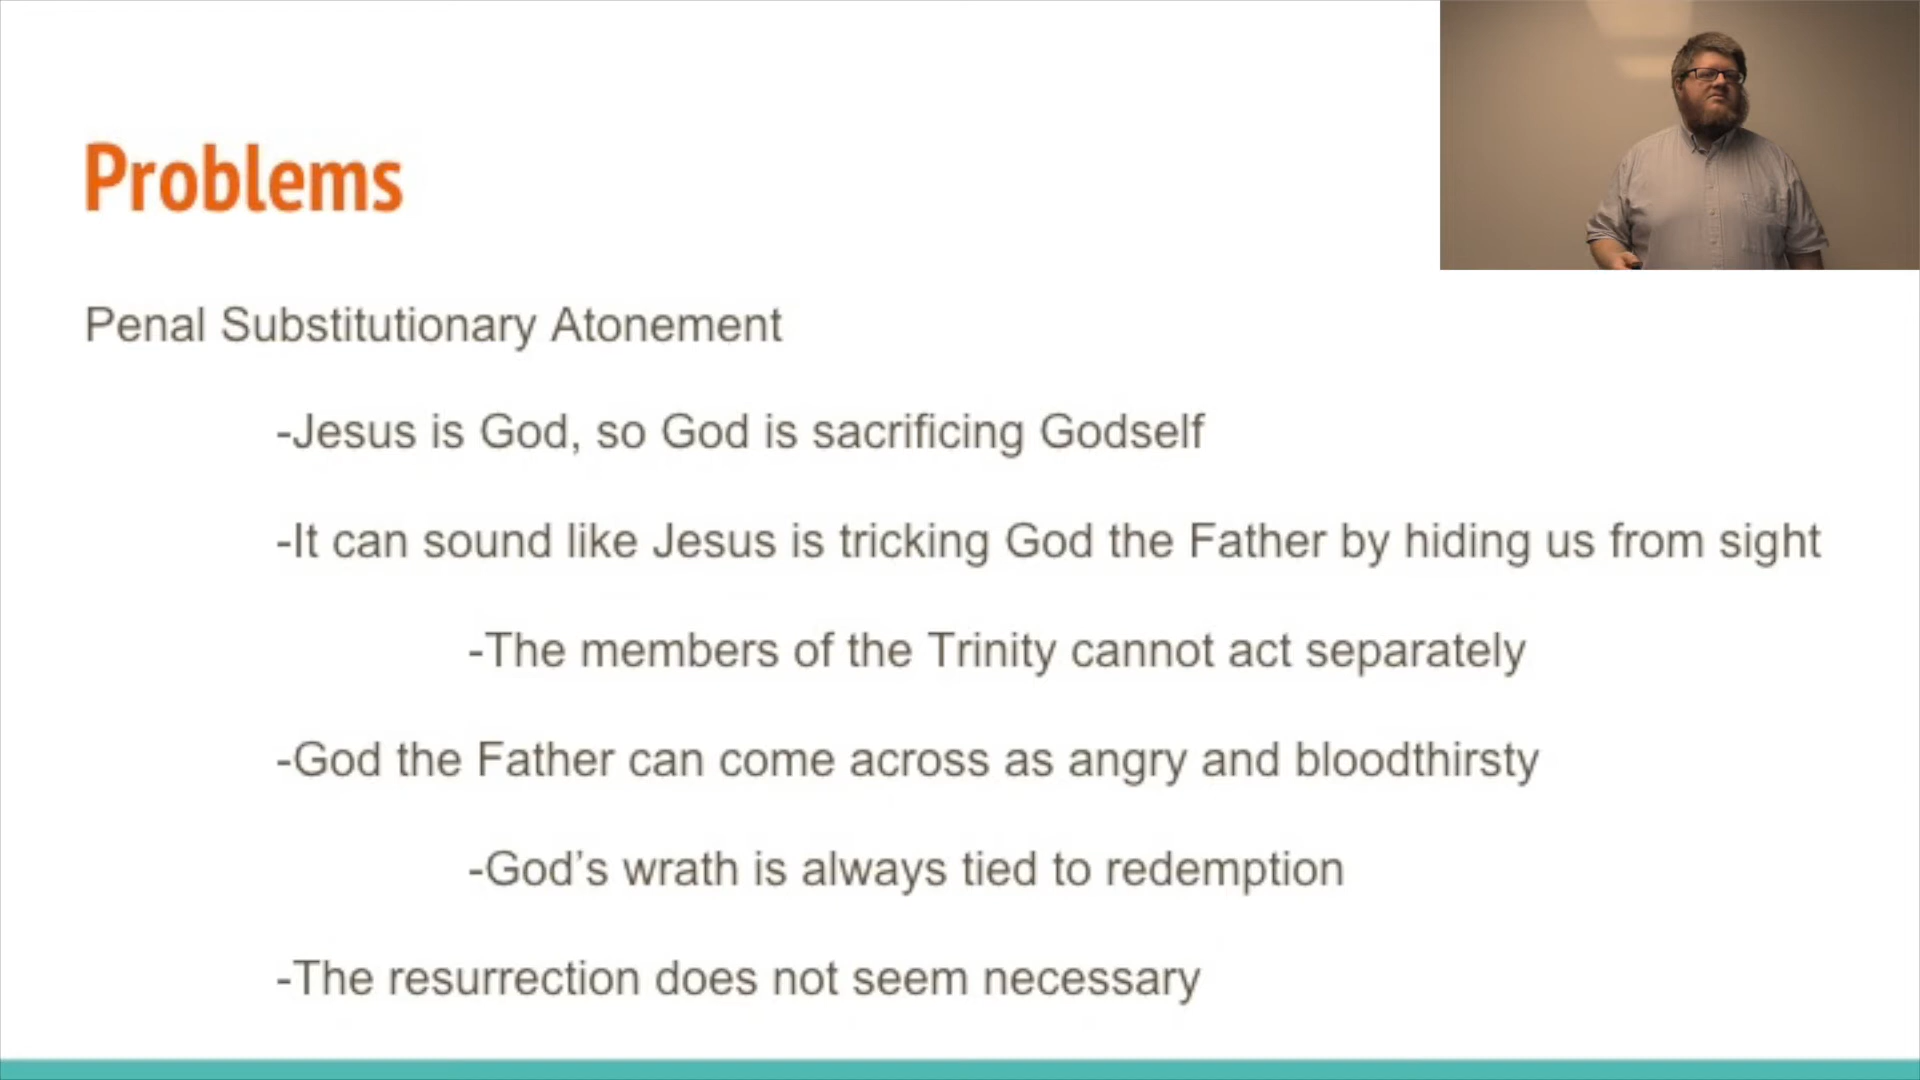 Problems
Penal Substitutionary Atonement
-Jesus is God, so God is sacrificing Godself
-It can sound like Jesus is tricking God the Father by hiding us from sight
-The members of the Trinity cannot act separately
-God the Father can come across as angry and bloodthirsty
-God’s wrath is always tied to redemption
-The resurrection does not seem necessary